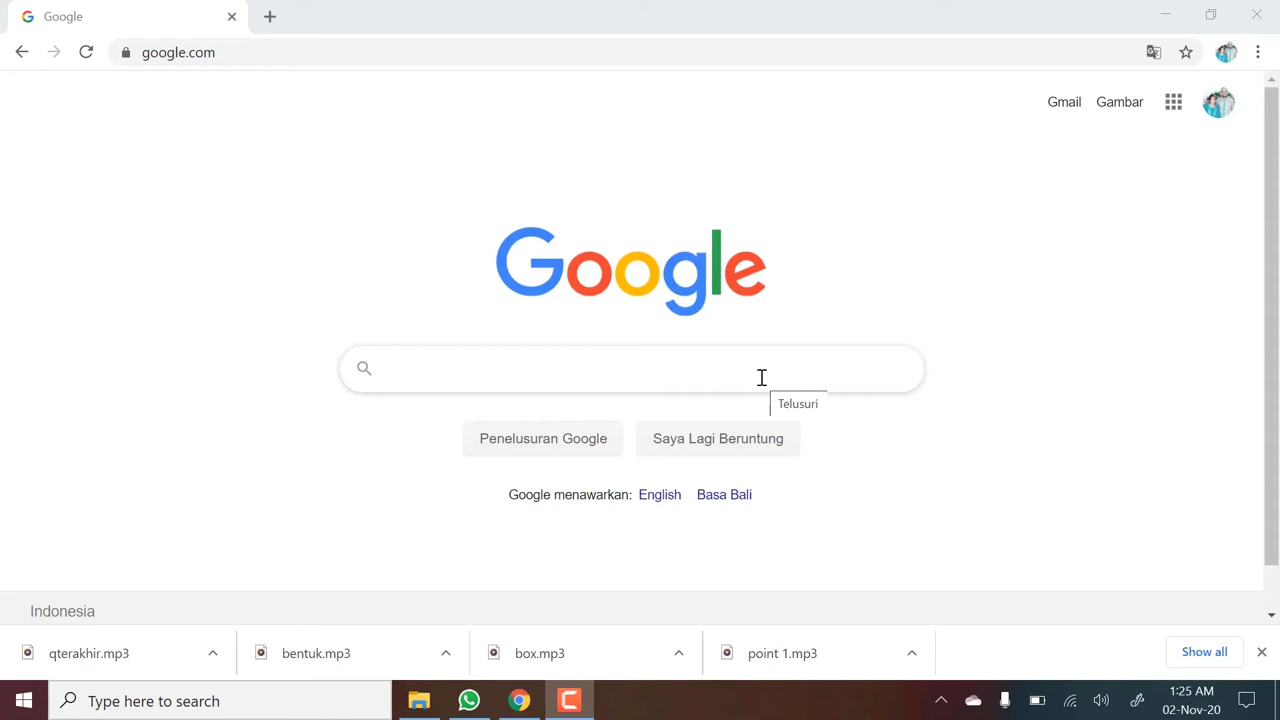 Google
google.com
Gmail Gambar
Google
Telusuri
Penelusuran Google Saya Lagi Beruntung
Google menawarkan: English Basa Bali
Indonesia
qterakhir.mp3 bentuk.mp3 box.mp3 point 1.mp3 Show all
Type here to search
1:25 AM
02-Nov-20